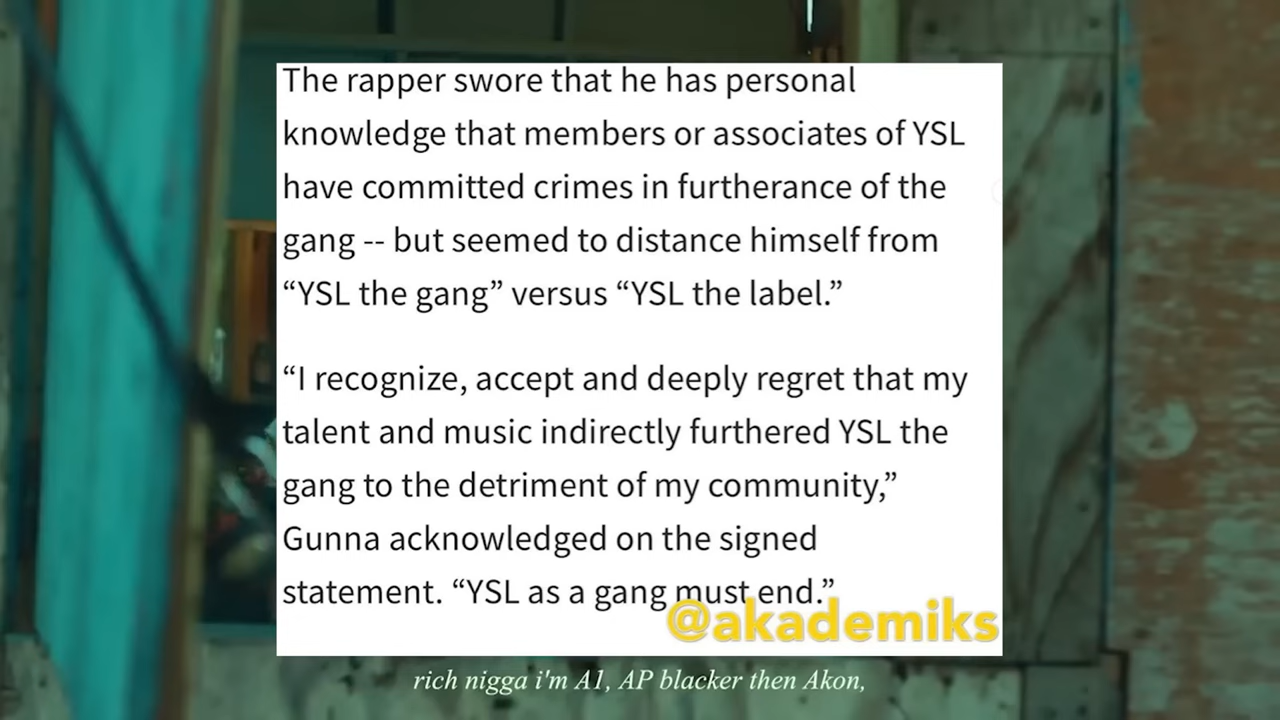 The rapper swore that he has personal
knowledge that members or associates of YSL
have committed crimes in furtherance of the
gang -- but seemed to distance himself from
“YSL the gang” versus “YSL the label.”
“I recognize, accept and deeply regret that my
talent and music indirectly furthered YSL the
gang to the detriment of my community,”
Gunna acknowledged on the signed
statement. “YSL as a gang must end.”
@akademiks
rich nigga i'm A1, AP blacker then Akon,